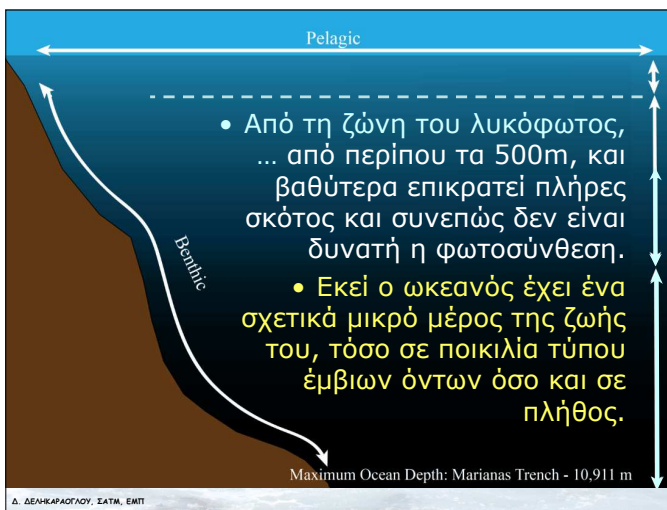 Pelagic
• Από τη ζώνη του λυκόφωτος,
… από περίπου τα 500m, και
βαθύτερα επικρατεί πλήρες
σκότος και συνεπώς δεν είναι
δυνατή η φωτοσύνθεση.
Benthic
• Εκεί ο ωκεανός έχει ένα
σχετικά μικρό μέρος της ζωής
του, τόσο σε ποικιλία τύπου
έμβιων όντων όσο και σε
πλήθος.
Maximum Ocean Depth: Marianas Trench - 10,911 m
Δ. ΔΕΛΗΚΑΡΑΟΓΛΟΥ, ΣΑΤΜ, ΕΜΠ